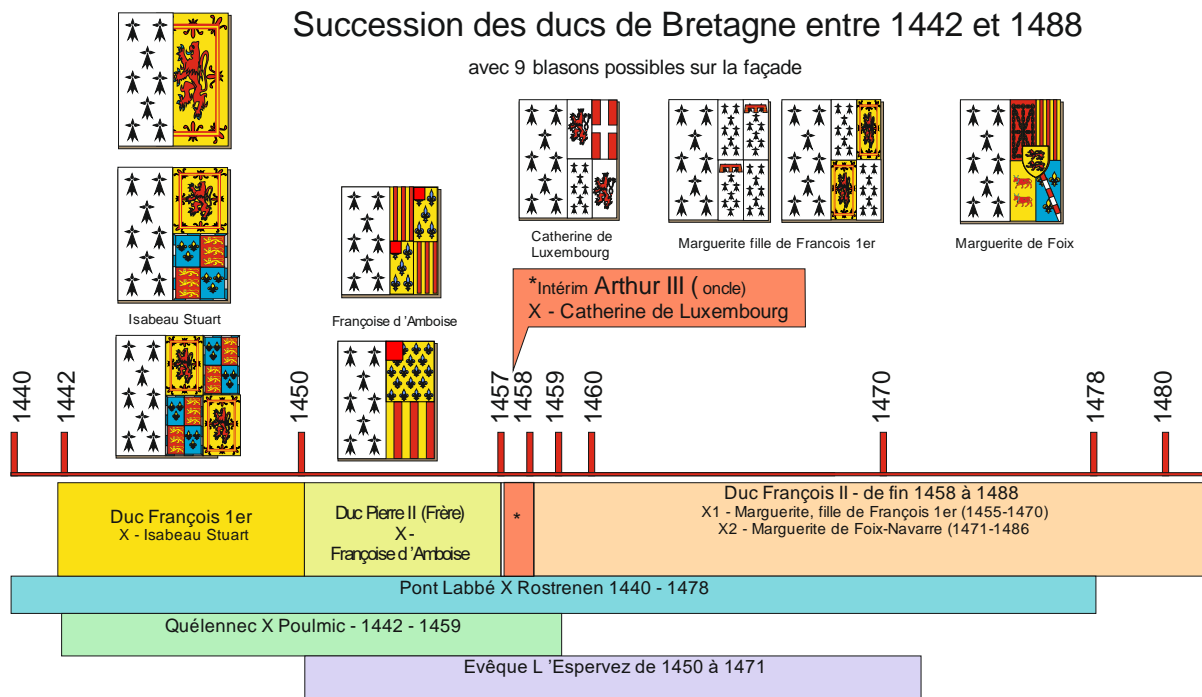 Succession des ducs de Bretagne entre 1442 et 1488
avec 9 blasons possibles sur la façade
Catherine de
Luxembourg
Marguerite fille de Francois 1er
Marguerite de Foix
Isabeau Stuart
Françoise d 'Amboise
*Intérim Arthur III ( oncle)
X - Catherine de Luxembourg
1440
1442
1450
1457
1458
1459
1460
1470
1478
1480
Duc François 1er
X - Isabeau Stuart
Duc Pierre II (Frère)
X -
Françoise d 'Amboise
*
Duc François II - de fin 1458 à 1488
X1 - Marguerite, fille de François 1er (1455-1470)
X2 - Marguerite de Foix-Navarre (1471-1486
Pont Labbé X Rostrenen 1440 - 1478
Quélennec X Poulmic - 1442 - 1459
Evêque L 'Espervez de 1450 à 1471